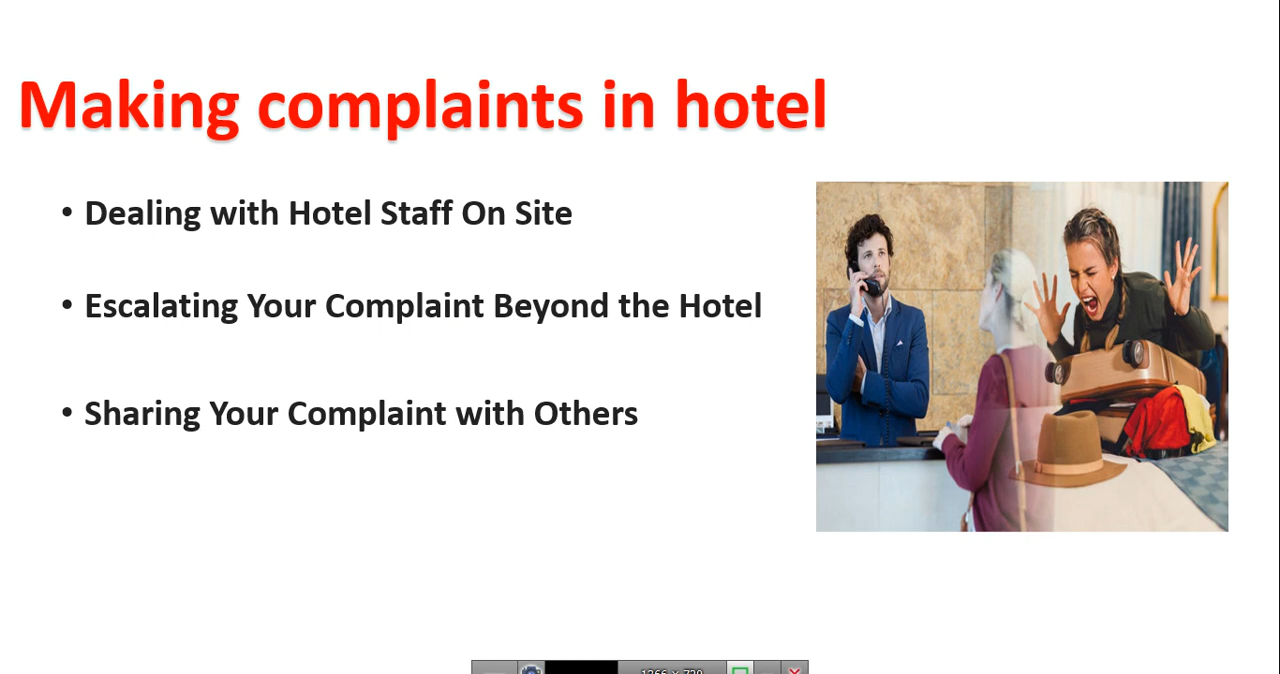 Making complaints in hotel
• Dealing with Hotel Staff On Site
• Escalating Your Complaint Beyond the Hotel
• Sharing Your Complaint with Others